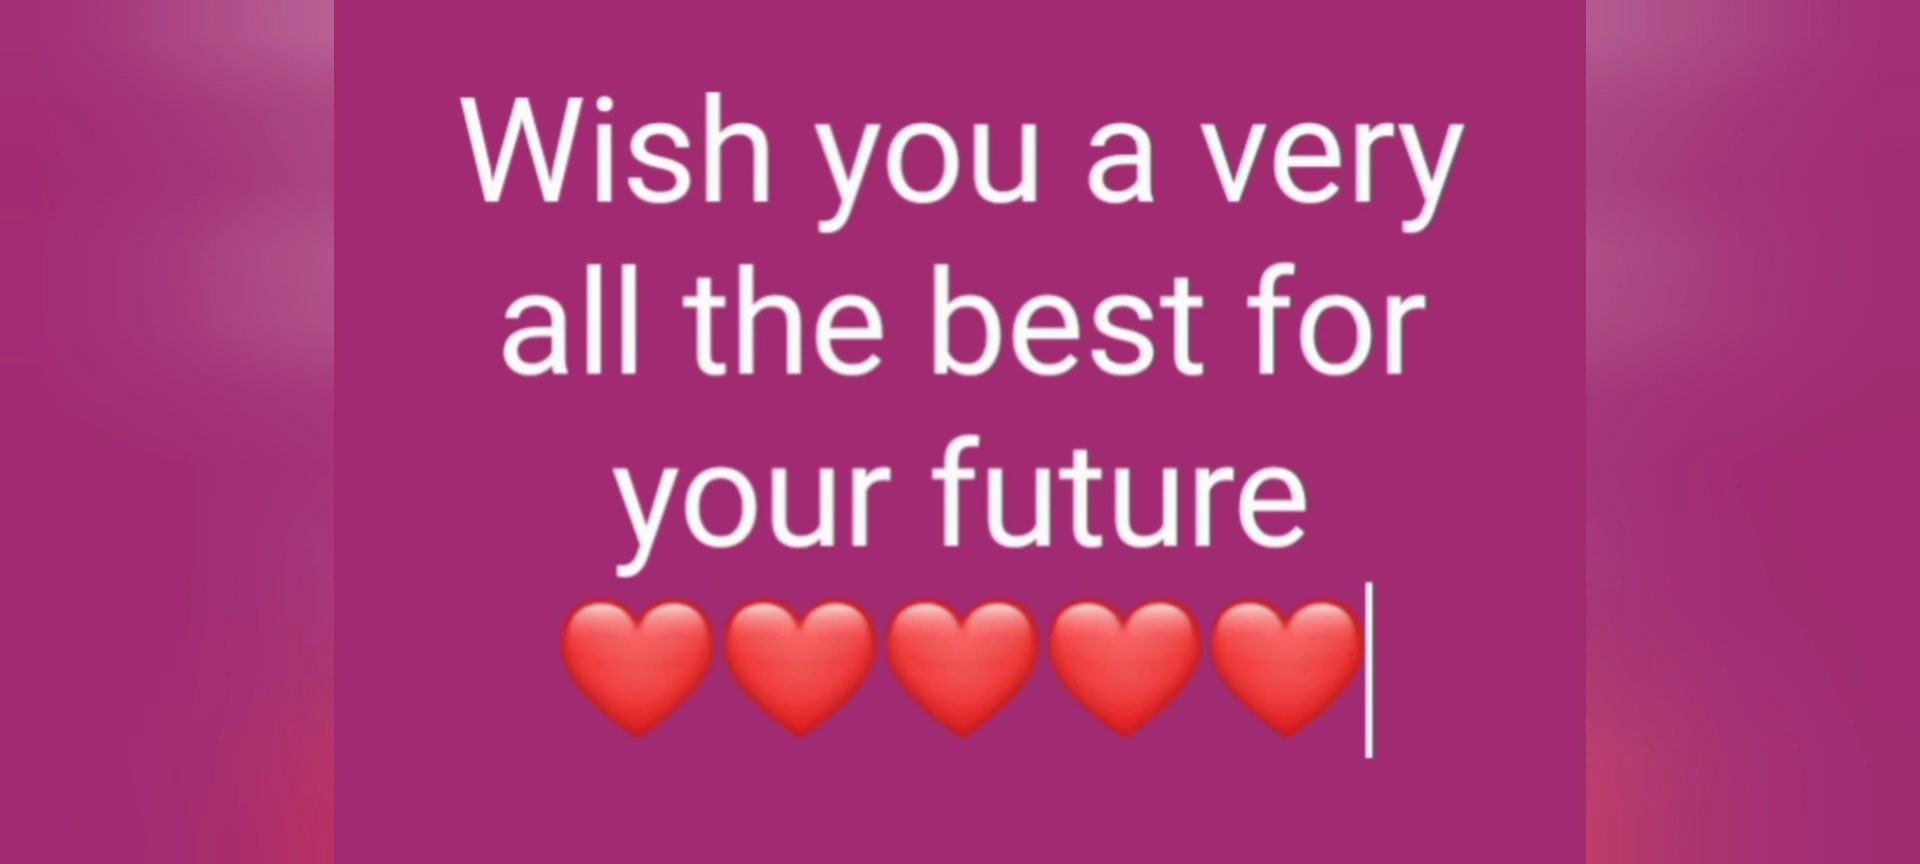 Wish you a very
all the best for
your future
❤️❤️❤️❤️❤️